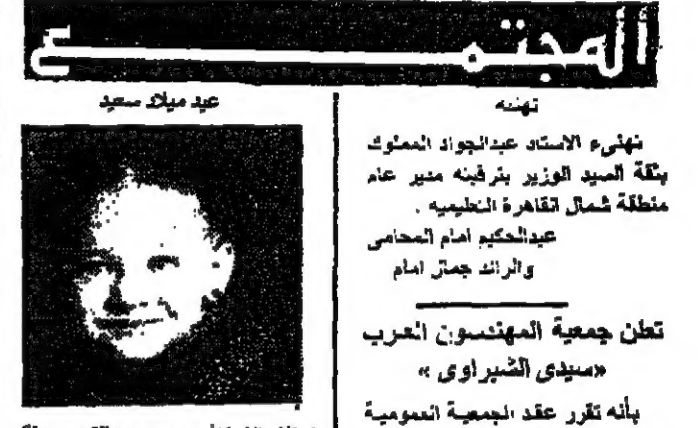 المجتمع
تهنئه
نهنىء الاستاذ عبدالجواد المملوك
بثقة السيد الوزير بترقيته مدير عام
منطقة شمال القاهرة التعليميه .
عبدالحكيم امام المحامى
والرائد جمال امام
تعلن جمعية المهندسون العرب
«سيدى الشبراوى »
بأنه تقرر عقد الجمعية العمومية
عيد ميلاد سعيد